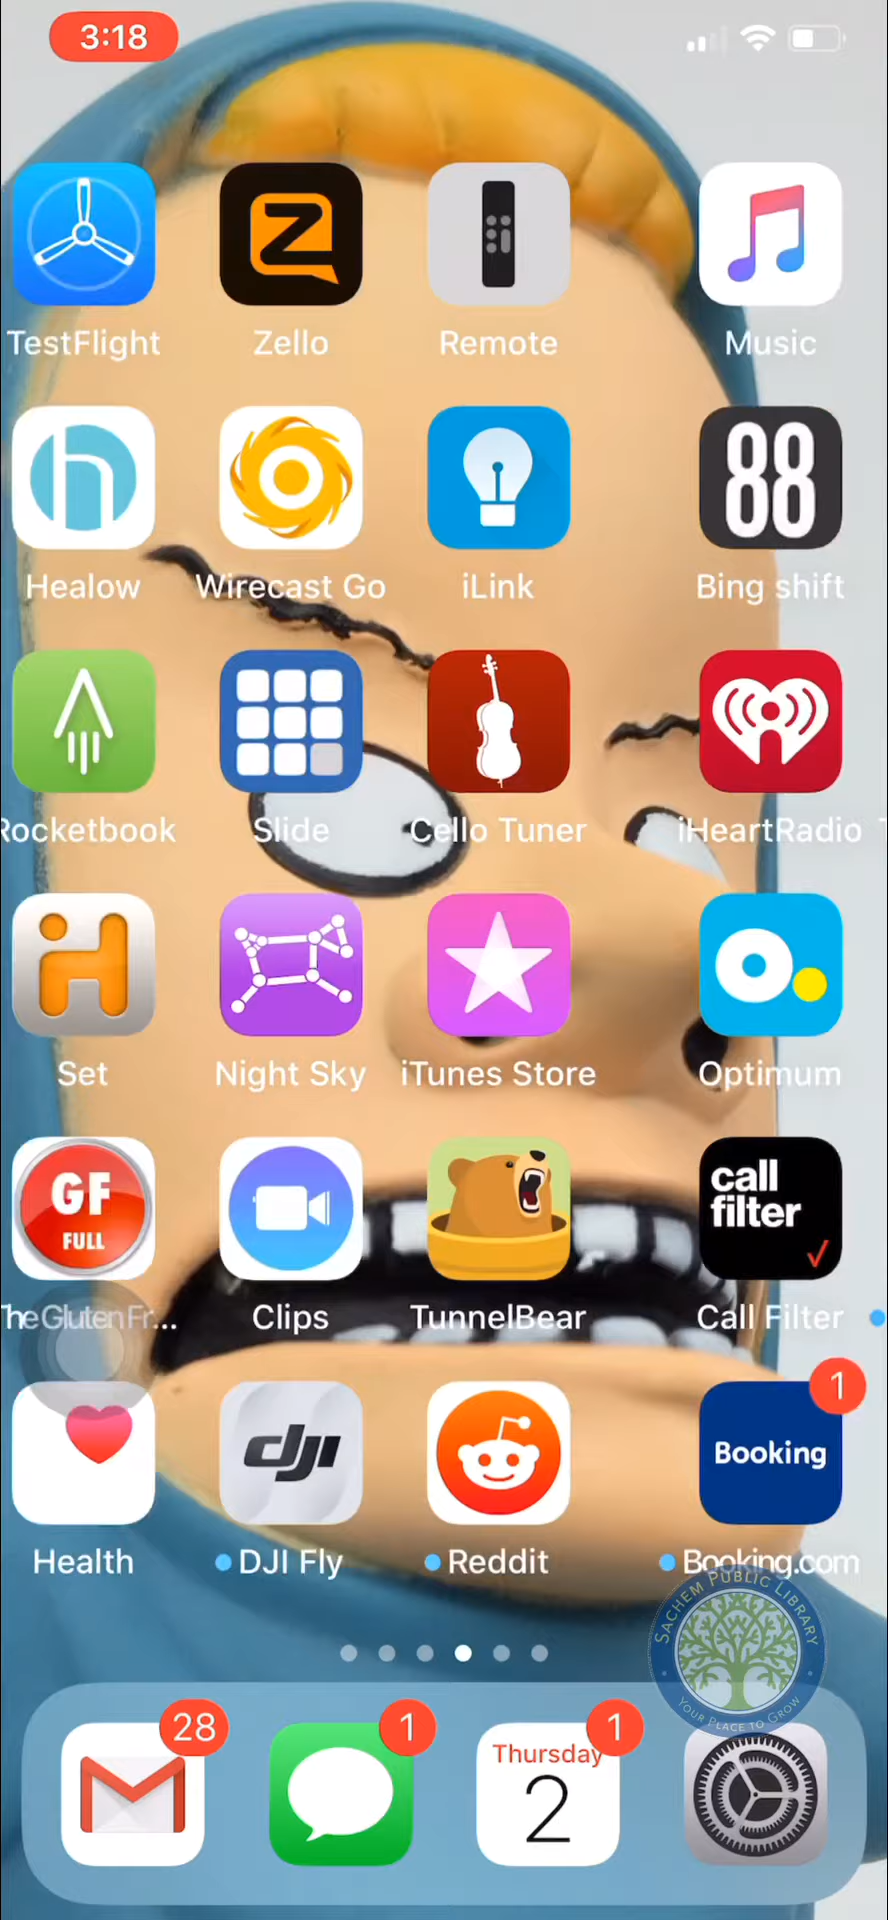 3:18
TestFlight
Zello
Remote
Music
88
Healow
Wirecast Go
iLink
Bing shift
Rocketbook
Slide
Cello Tuner
iHeartRadio
Set
Night Sky
iTunes Store
Optimum
GF
FULL
call
filter
The Gluten Fr...
Clips
TunnelBear
Call Filter
1
dji
Booking
Health
DJI Fly
Reddit
Booking.com
SACHEM PUBLIC LIBRARY
YOUR PLACE TO GROW
28
1
1
Thursday
2